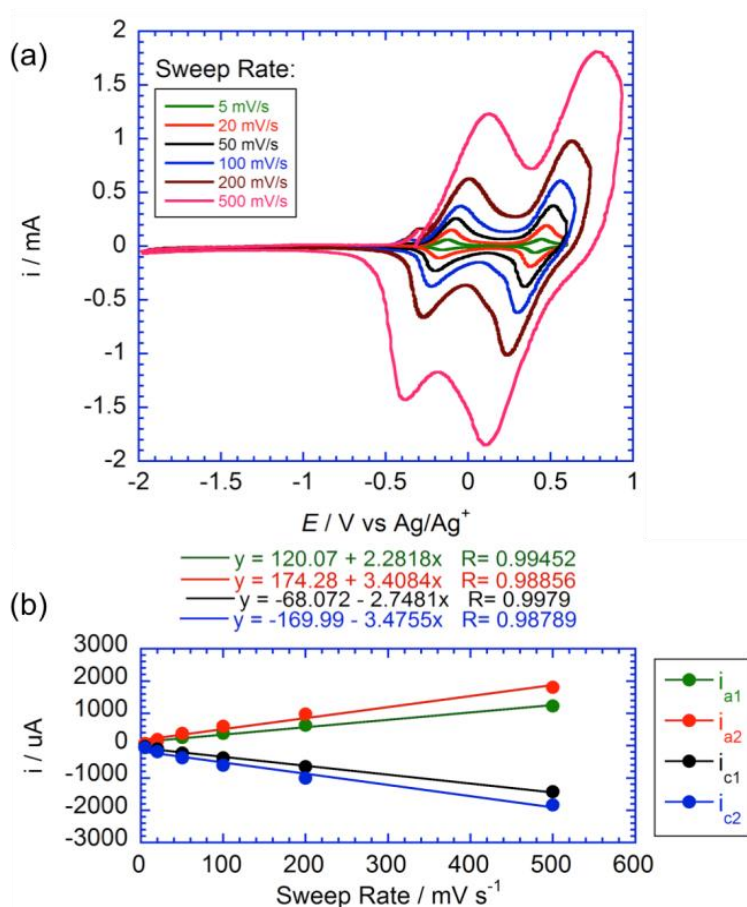 (a)
Sweep Rate:
5 mV/s
20 mV/s
50 mV/s
100 mV/s
200 mV/s
500 mV/s
2
1.5
1
0.5
0
-0.5
-1
-1.5
-2
i / mA
-2 -1.5 -1 -0.5 0 0.5 1
E / V vs Ag/Ag⁺
y = 120.07 + 2.2818x R= 0.99452
y = 174.28 + 3.4084x R= 0.98856
y = -68.072 - 2.7481x R= 0.9979
y = -169.99 - 3.4755x R= 0.98789
(b)
3000
2000
1000
0
-1000
-2000
-3000
i / uA
0 100 200 300 400 500 600
Sweep Rate / mV s⁻¹
i a1
i a2
i c1
i c2